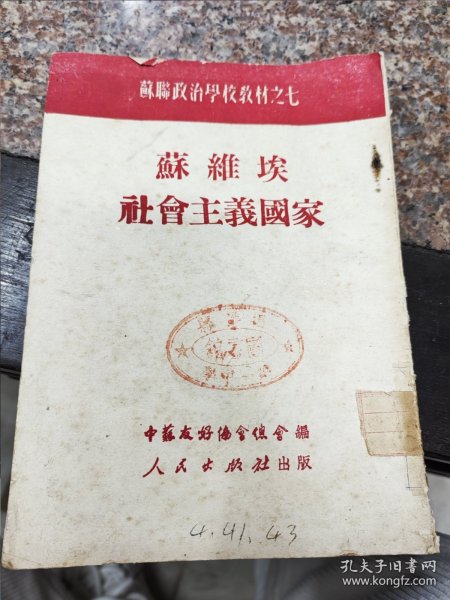 蘇聯政治學校教材之七
蘇維埃
社會主義國家
中蘇友好協會總會編
人民出版社出版
4.41.43
孔夫子旧书网
www.kongfz.com